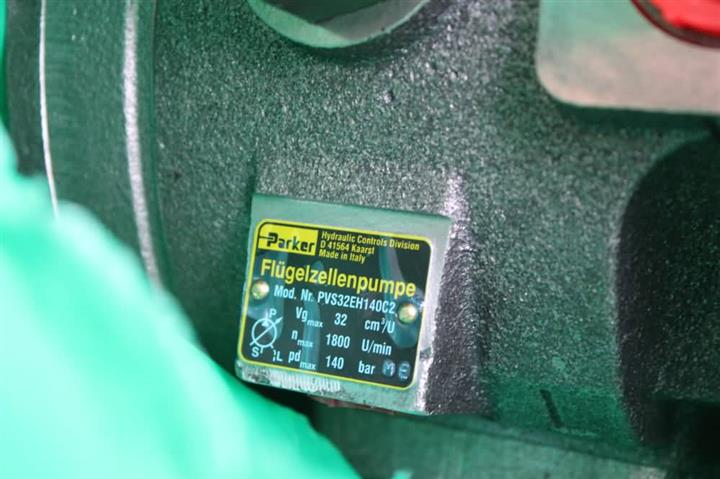 Parker Hydraulic Controls Division
D 41564 Kaarst
Made in Italy
Flügelzellenpumpe
Mod. Nr. PVS32EH140C2
Vg max 32 cm³/U
n max 1800 U/min
pd max 140 bar M E
P
S L